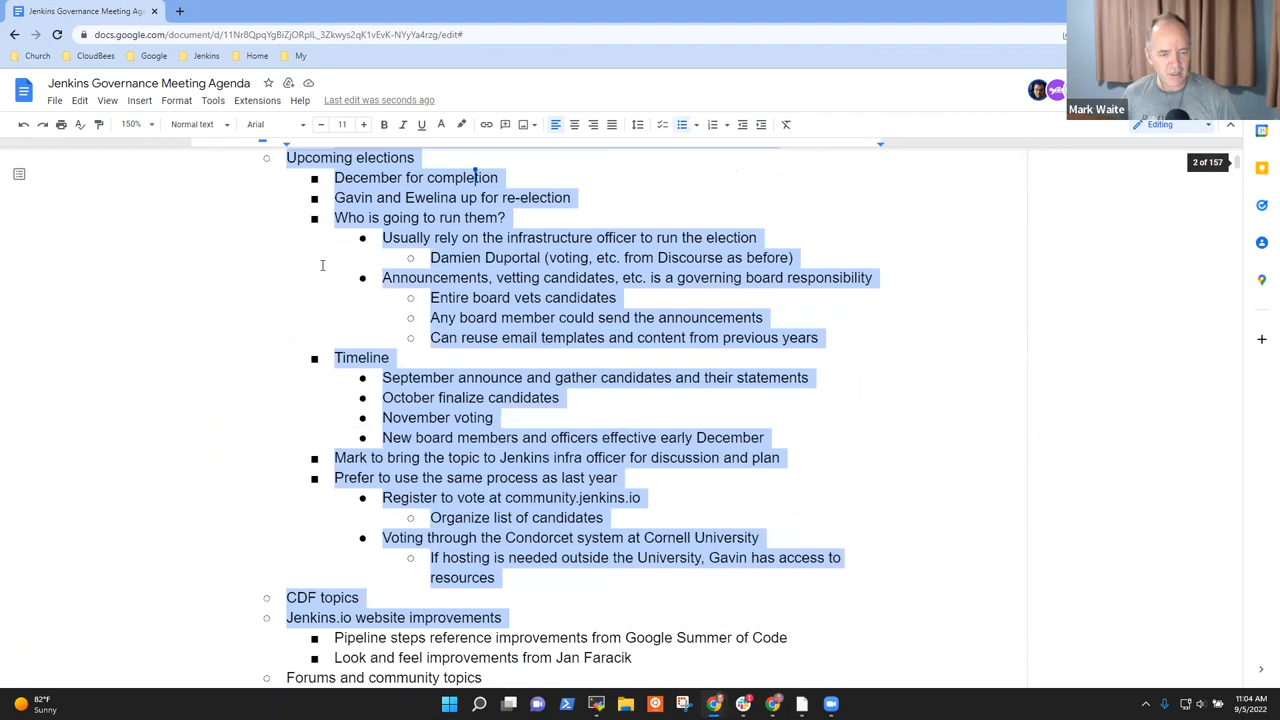 Jenkins Governance Meeting Ag
docs.google.com/document/d/11Nr8QpqYgBiZjORpIL_3Zkwys2qK1vEvK-NYyYa4rzg/edit#
Church
CloudBees
Google
Jenkins
Home
My
Jenkins Governance Meeting Agenda
File Edit View Insert Format Tools Extensions Help Last edit was seconds ago
150% Normal text Arial 11 Editing
Mark Waite
2 of 157
Upcoming elections
December for completion
Gavin and Ewelina up for re-election
Who is going to run them?
Usually rely on the infrastructure officer to run the election
Damien Duportal (voting, etc. from Discourse as before)
Announcements, vetting candidates, etc. is a governing board responsibility
Entire board vets candidates
Any board member could send the announcements
Can reuse email templates and content from previous years
Timeline
September announce and gather candidates and their statements
October finalize candidates
November voting
New board members and officers effective early December
Mark to bring the topic to Jenkins infra officer for discussion and plan
Prefer to use the same process as last year
Register to vote at community.jenkins.io
Organize list of candidates
Voting through the Condorcet system at Cornell University
If hosting is needed outside the University, Gavin has access to
resources
CDF topics
Jenkins.io website improvements
Pipeline steps reference improvements from Google Summer of Code
Look and feel improvements from Jan Faracik
Forums and community topics
82°F
Sunny
11:04 AM
9/5/2022